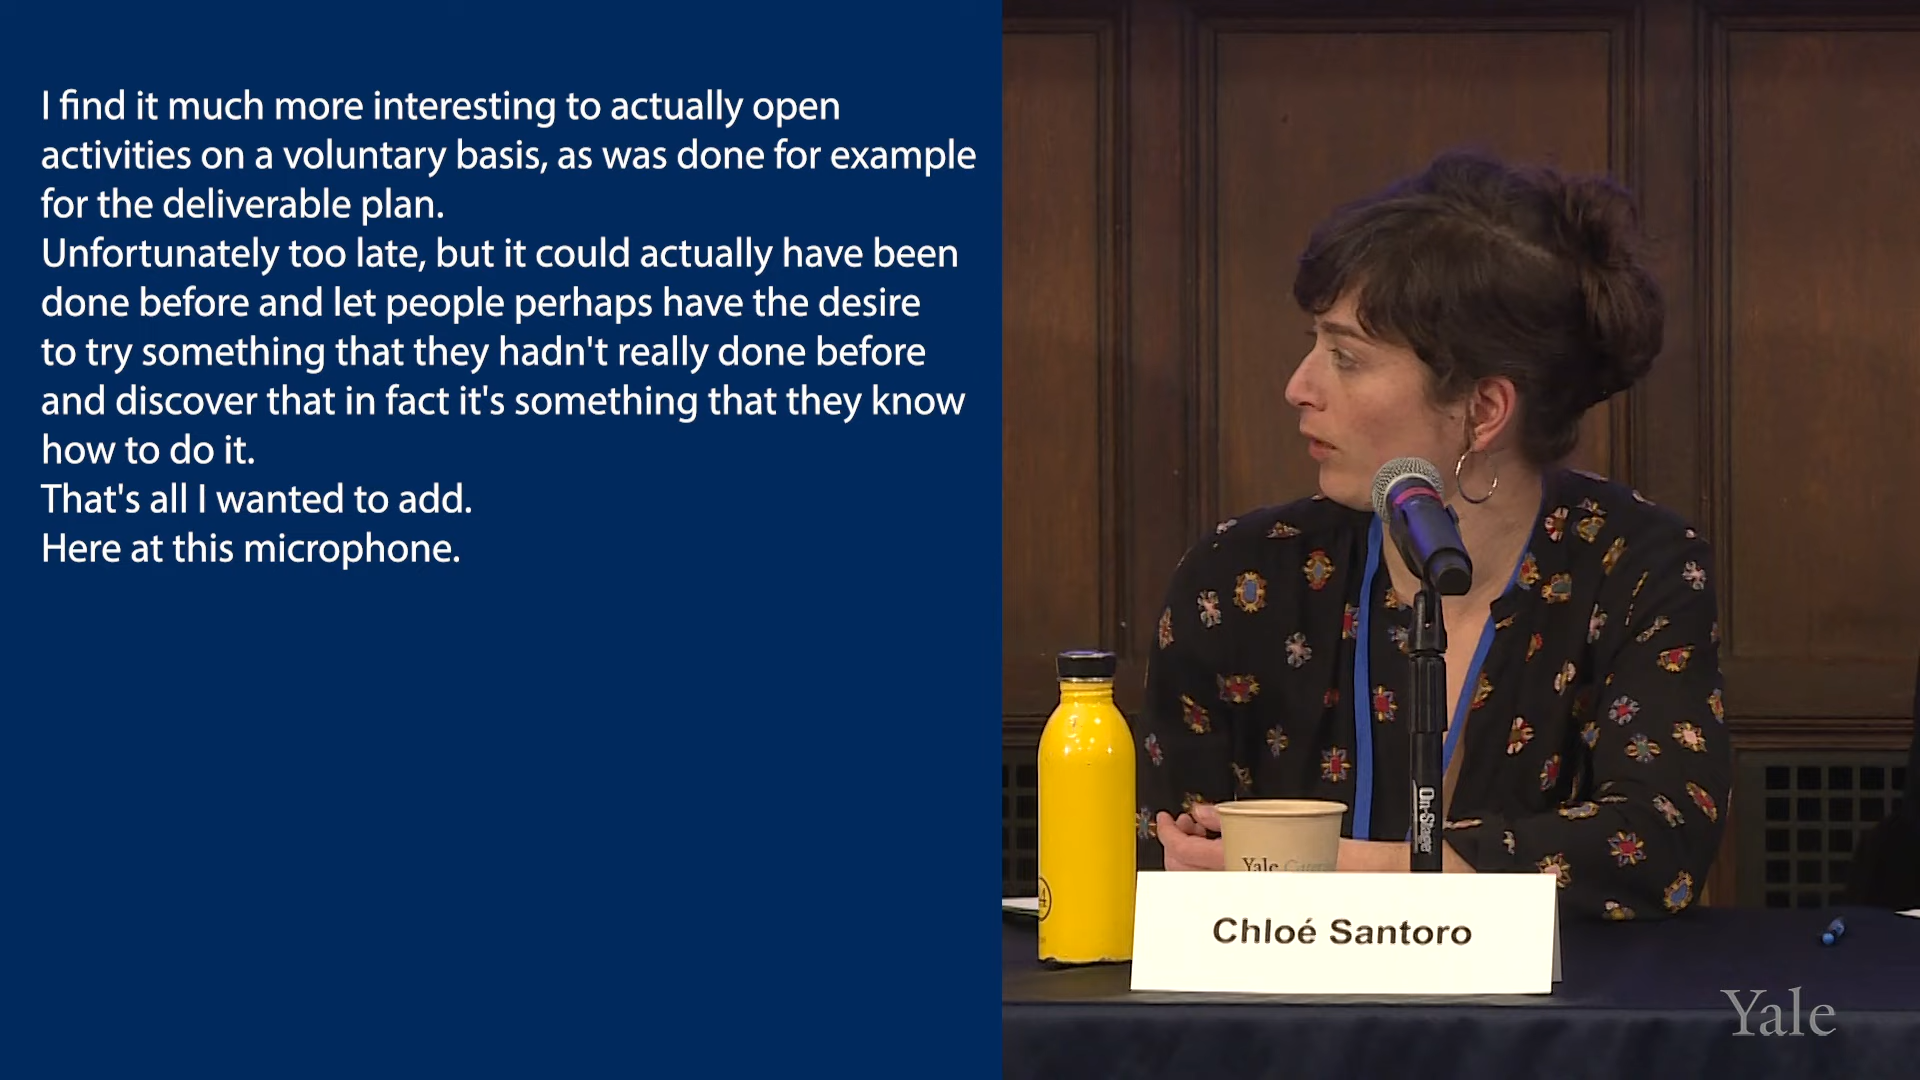 I find it much more interesting to actually open
activities on a voluntary basis, as was done for example
for the deliverable plan.
Unfortunately too late, but it could actually have been
done before and let people perhaps have the desire
to try something that they hadn't really done before
and discover that in fact it's something that they know
how to do it.
That's all I wanted to add.
Here at this microphone.
On-Stage
Yale
Chloé Santoro
Yale